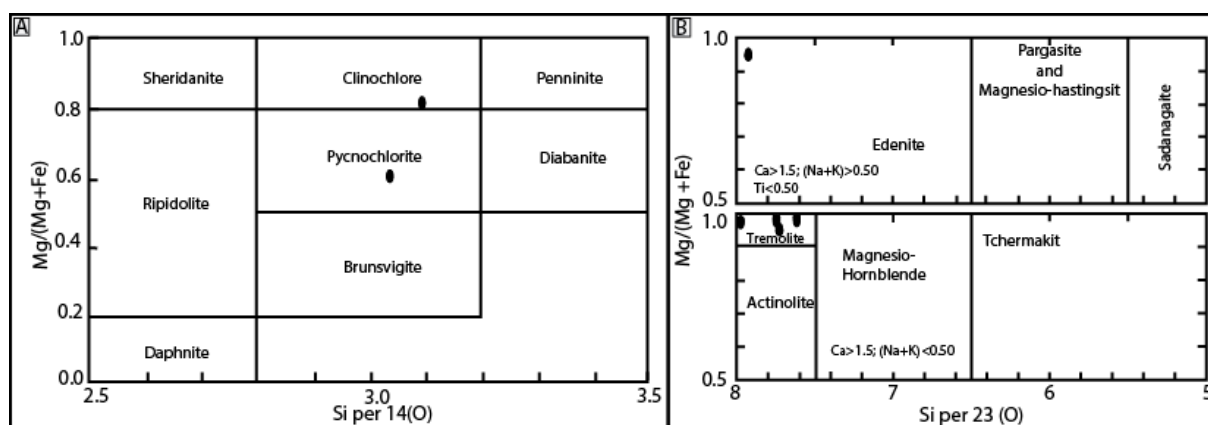 A
Mg/(Mg+Fe)
1.0
0.8
0.6
0.4
0.2
0.0
Sheridanite
Clinochlore
Penninite
Ripidolite
Pycnochlorite
Diabanite
Brunsvigite
Daphnite
2.5
3.0
3.5
Si per 14(O)
B
Mg/(Mg +Fe)
1.0
0.5
Edenite
Ca>1.5; (Na+K)>0.50
Ti<0.50
Pargasite
and
Magnesio-hastingsit
Sadanagaite
1.0
0.5
Tremolite
Actinolite
Magnesio-
Hornblende
Ca>1.5; (Na+K) <0.50
Tchermakit
8
7
6
5
Si per 23 (O)